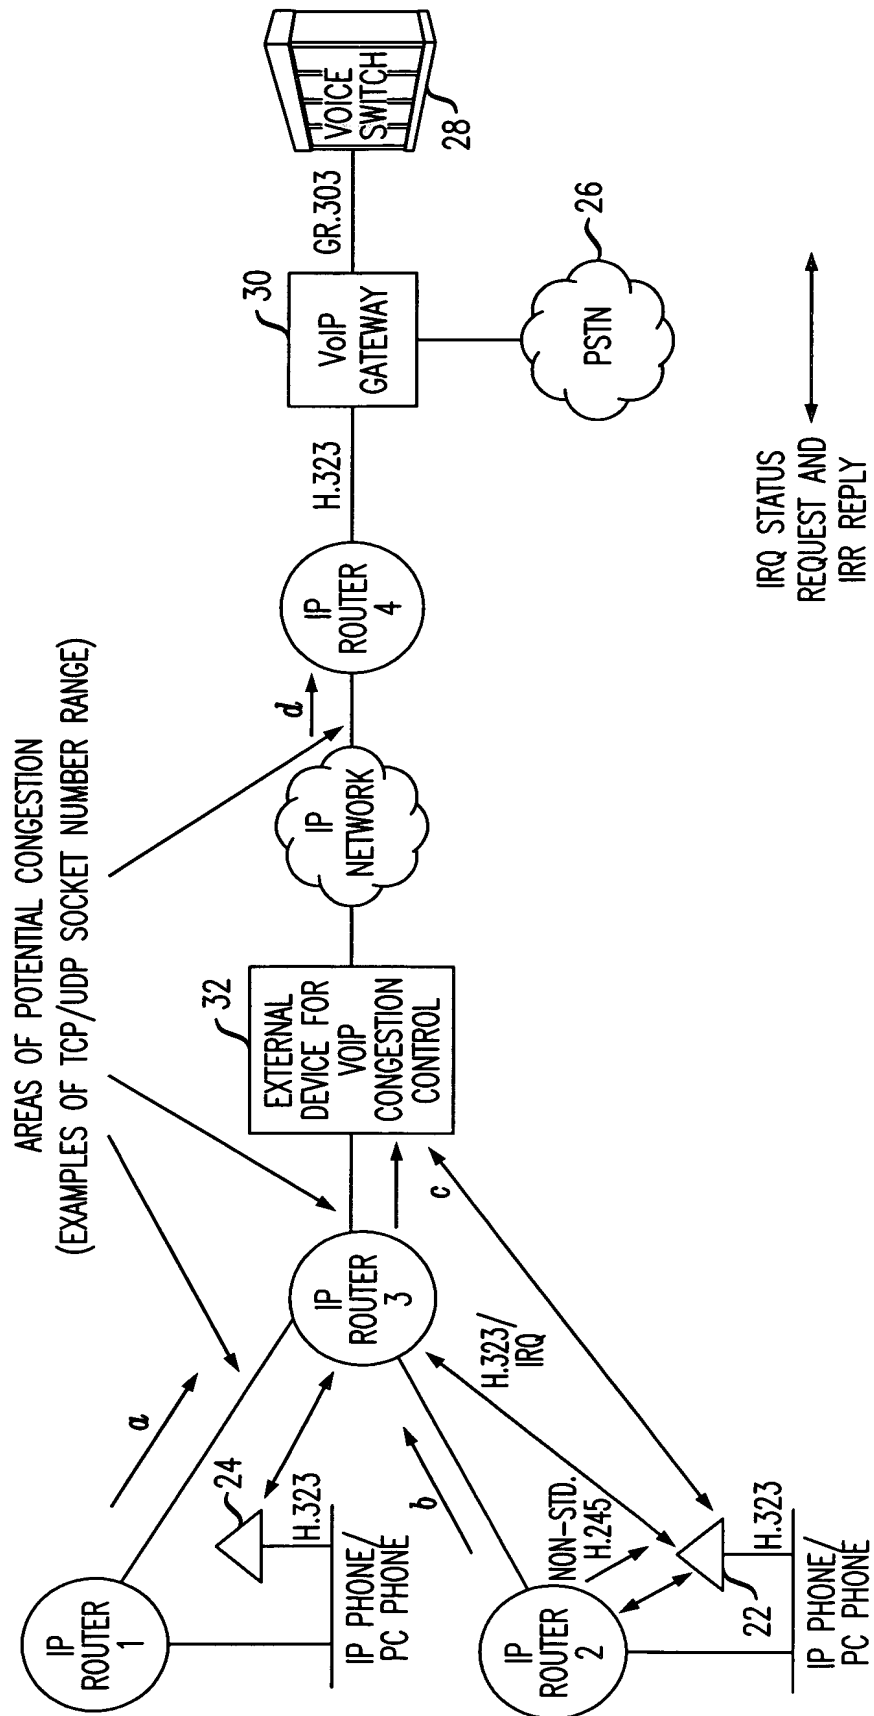 AREAS OF POTENTIAL CONGESTION
(EXAMPLES OF TCP/UDP SOCKET NUMBER RANGE)
IP
ROUTER
1
a
24
H.323
IP PHONE/
PC PHONE
IP
ROUTER
2
b
NON-STD.
H.245
22
H.323
IP PHONE/
PC PHONE
H.323/
IRQ
c
IP
ROUTER
3
32
EXTERNAL
DEVICE FOR
VOIP
CONGESTION
CONTROL
IP
NETWORK
d
IP
ROUTER
4
H.323
30
VoIP
GATEWAY
GR.303
VOICE
SWITCH
28
PSTN
26
IRQ STATUS
REQUEST AND
IRR REPLY